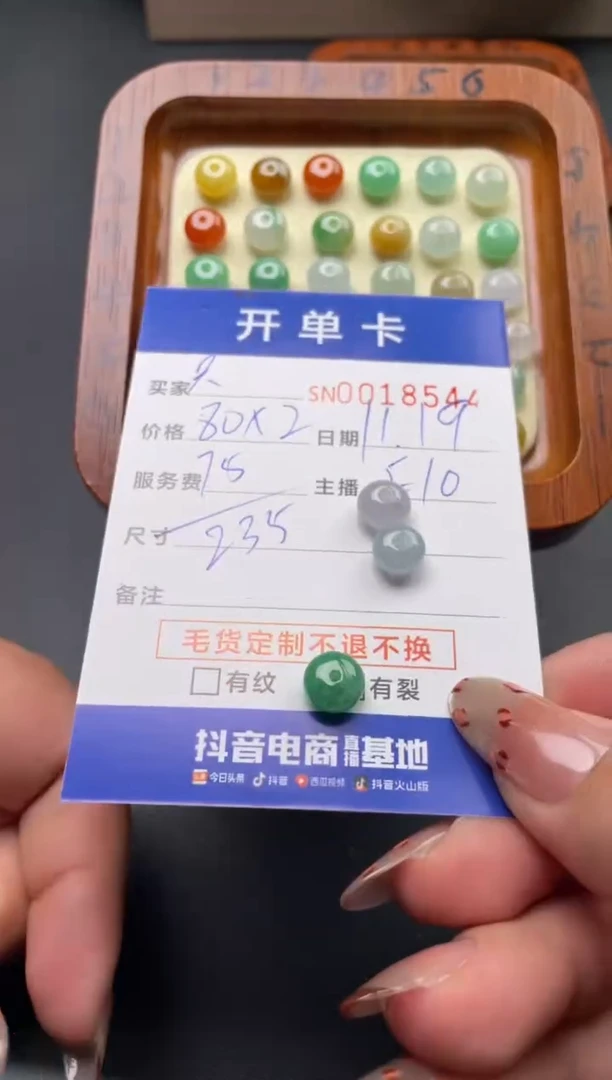 5 6
开单卡
买家
SN0018544
价格 80X2 日期 11.19
服务费 75 主播 510
尺寸 235
备注
毛货定制不退不换
有纹 有裂
抖音电商直播基地
今日头条 抖音 西瓜视频 抖音火山版